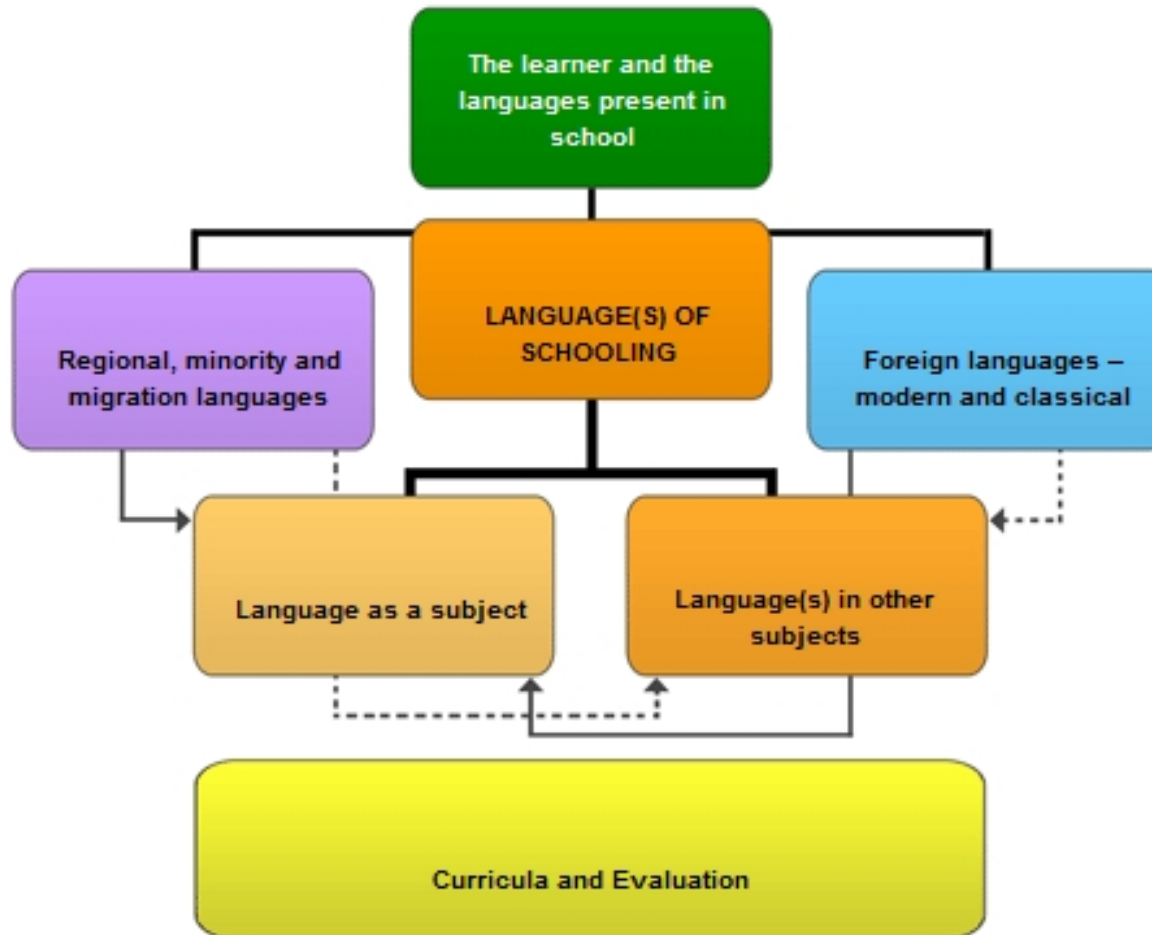 The learner and the
languages present in
school
LANGUAGE(S) OF
SCHOOLING
Regional, minority and
migration languages
Foreign languages –
modern and classical
Language as a subject
Language(s) in other
subjects
Curricula and Evaluation